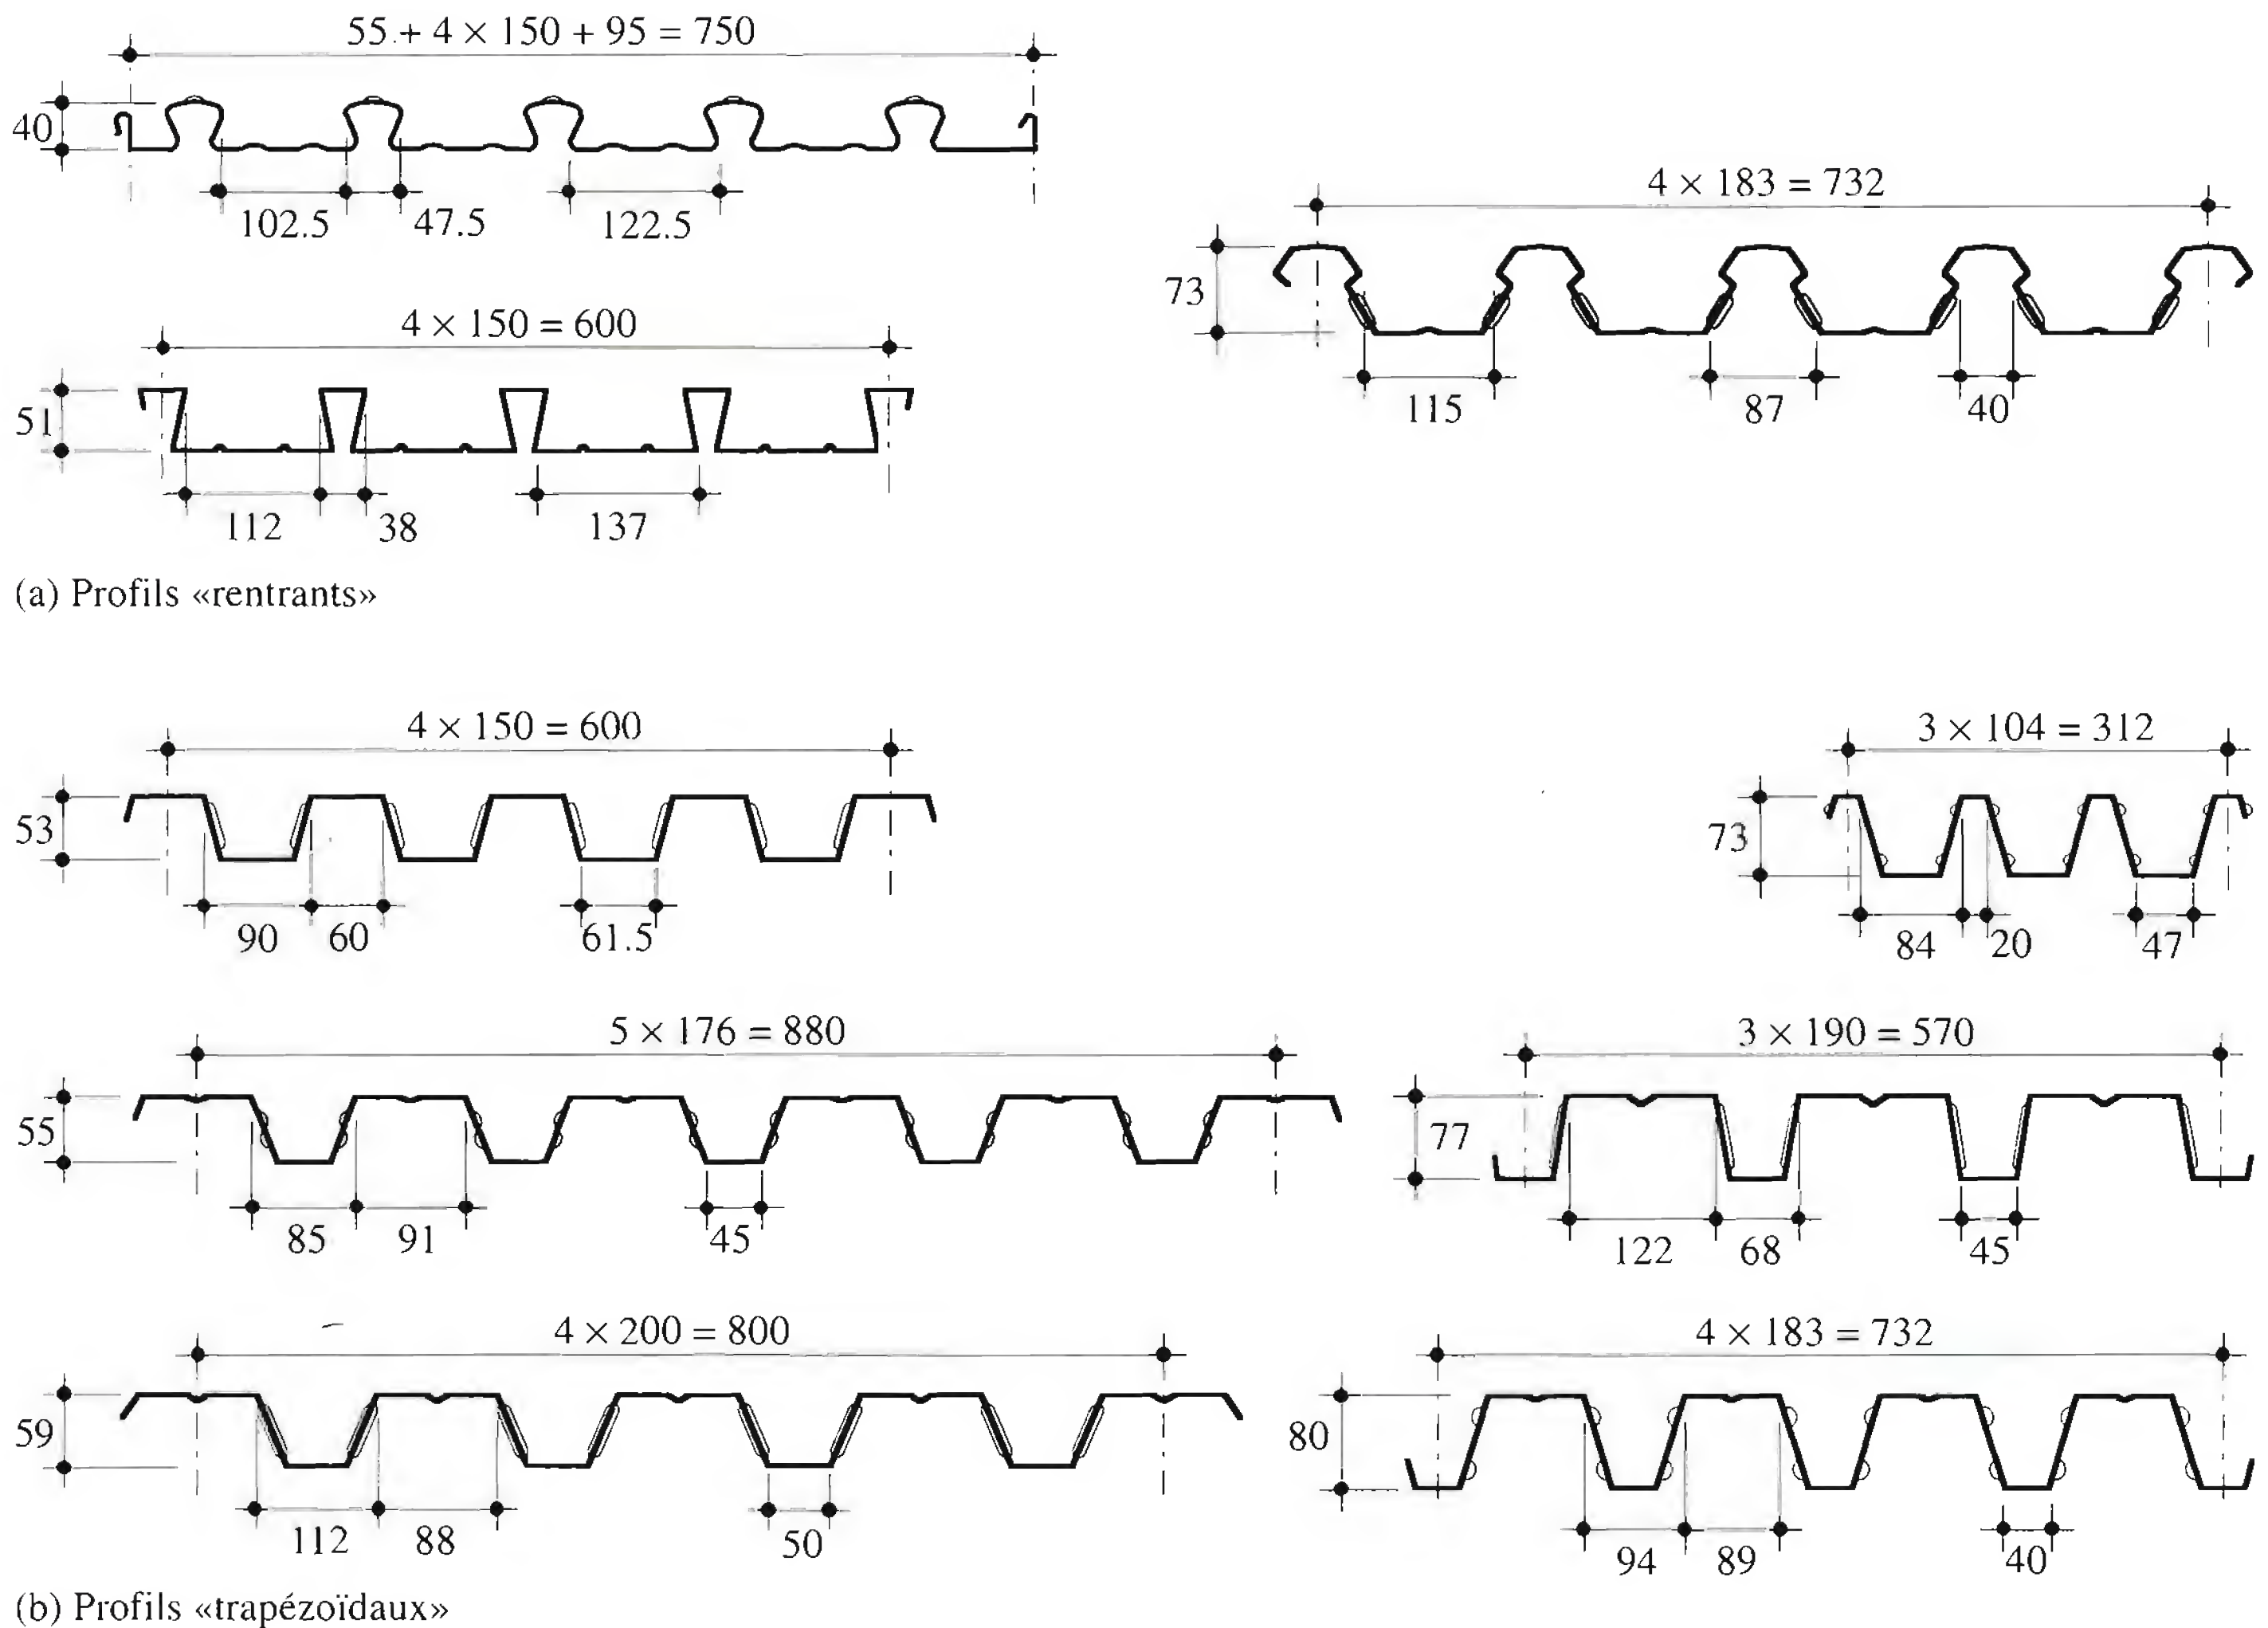 55 + 4 × 150 + 95 = 750
40
102.5 47.5 122.5
4 × 150 = 600
51
112 38 137
4 × 183 = 732
73
115 87 40
(a) Profils «rentrants»
4 × 150 = 600
53
90 60 61.5
3 × 104 = 312
73
84 20 47
5 × 176 = 880
55
85 91 45
3 × 190 = 570
77
122 68 45
4 × 200 = 800
59
112 88 50
4 × 183 = 732
80
94 89 40
(b) Profils «trapézoïdaux»